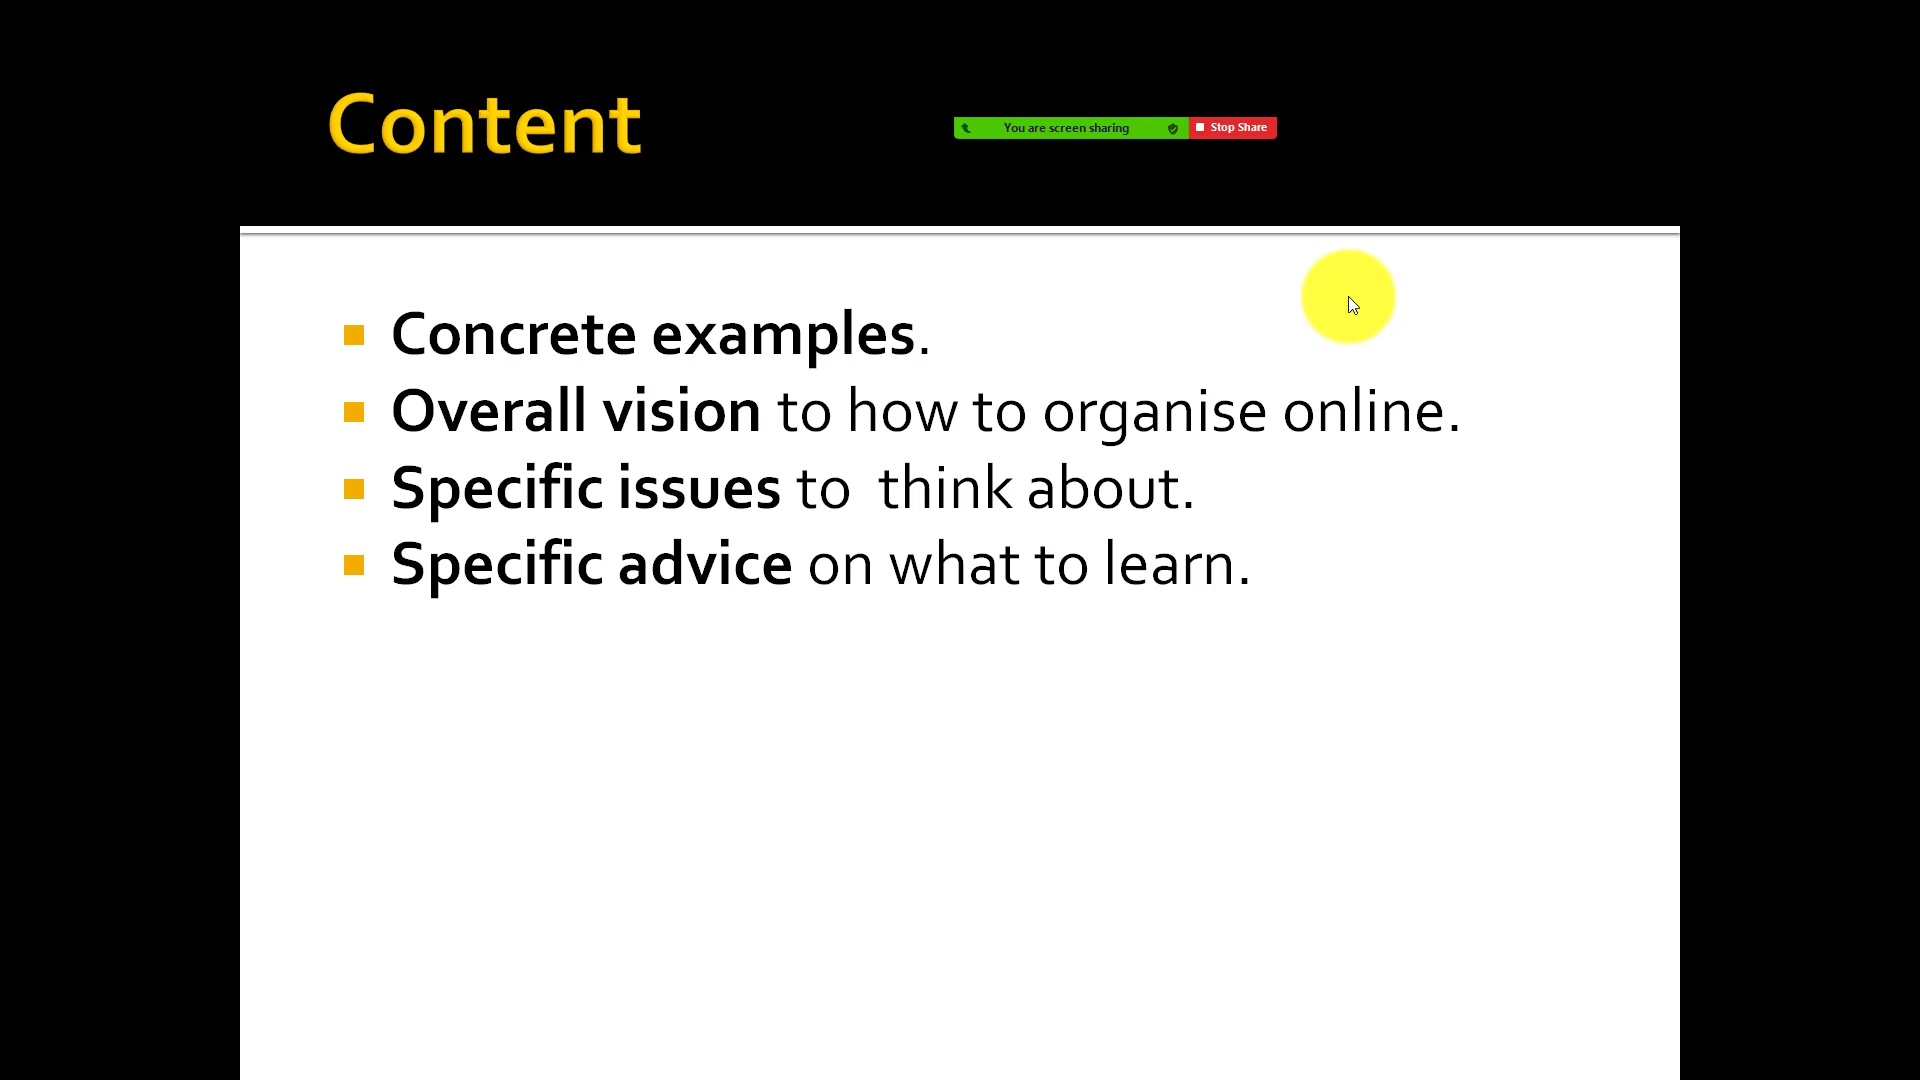 Content
You are screen sharing
Stop Share
Concrete examples.
Overall vision to how to organise online.
Specific issues to  think about.
Specific advice on what to learn.